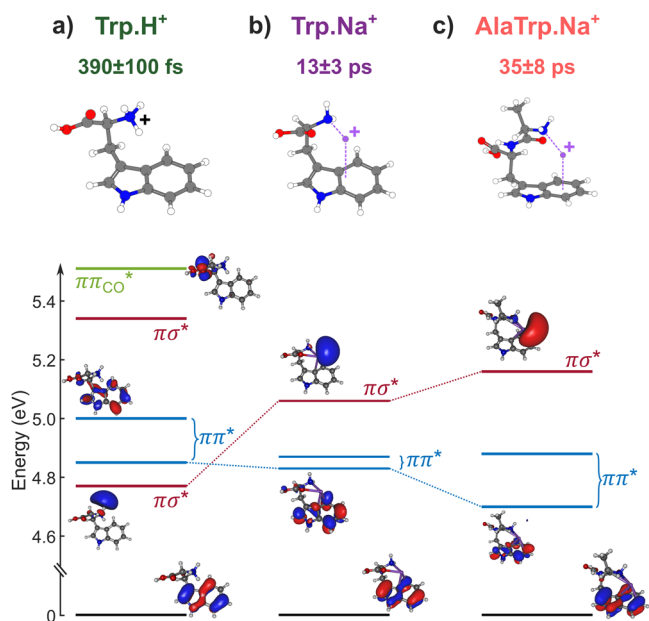 a) Trp.H⁺ b) Trp.Na⁺ c) AlaTrp.Na⁺
390±100 fs 13±3 ps 35±8 ps
+ + +
ππCO*
5.4
πσ*
πσ*
5.2
πσ*
5.0
ππ*
ππ*
ππ*
4.8
πσ*
4.6
0
Energy (eV)